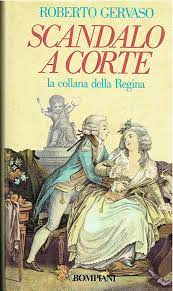 ROBERTO GERVASO
SCANDALO
A CORTE
la collana della Regina
BOMPIANI